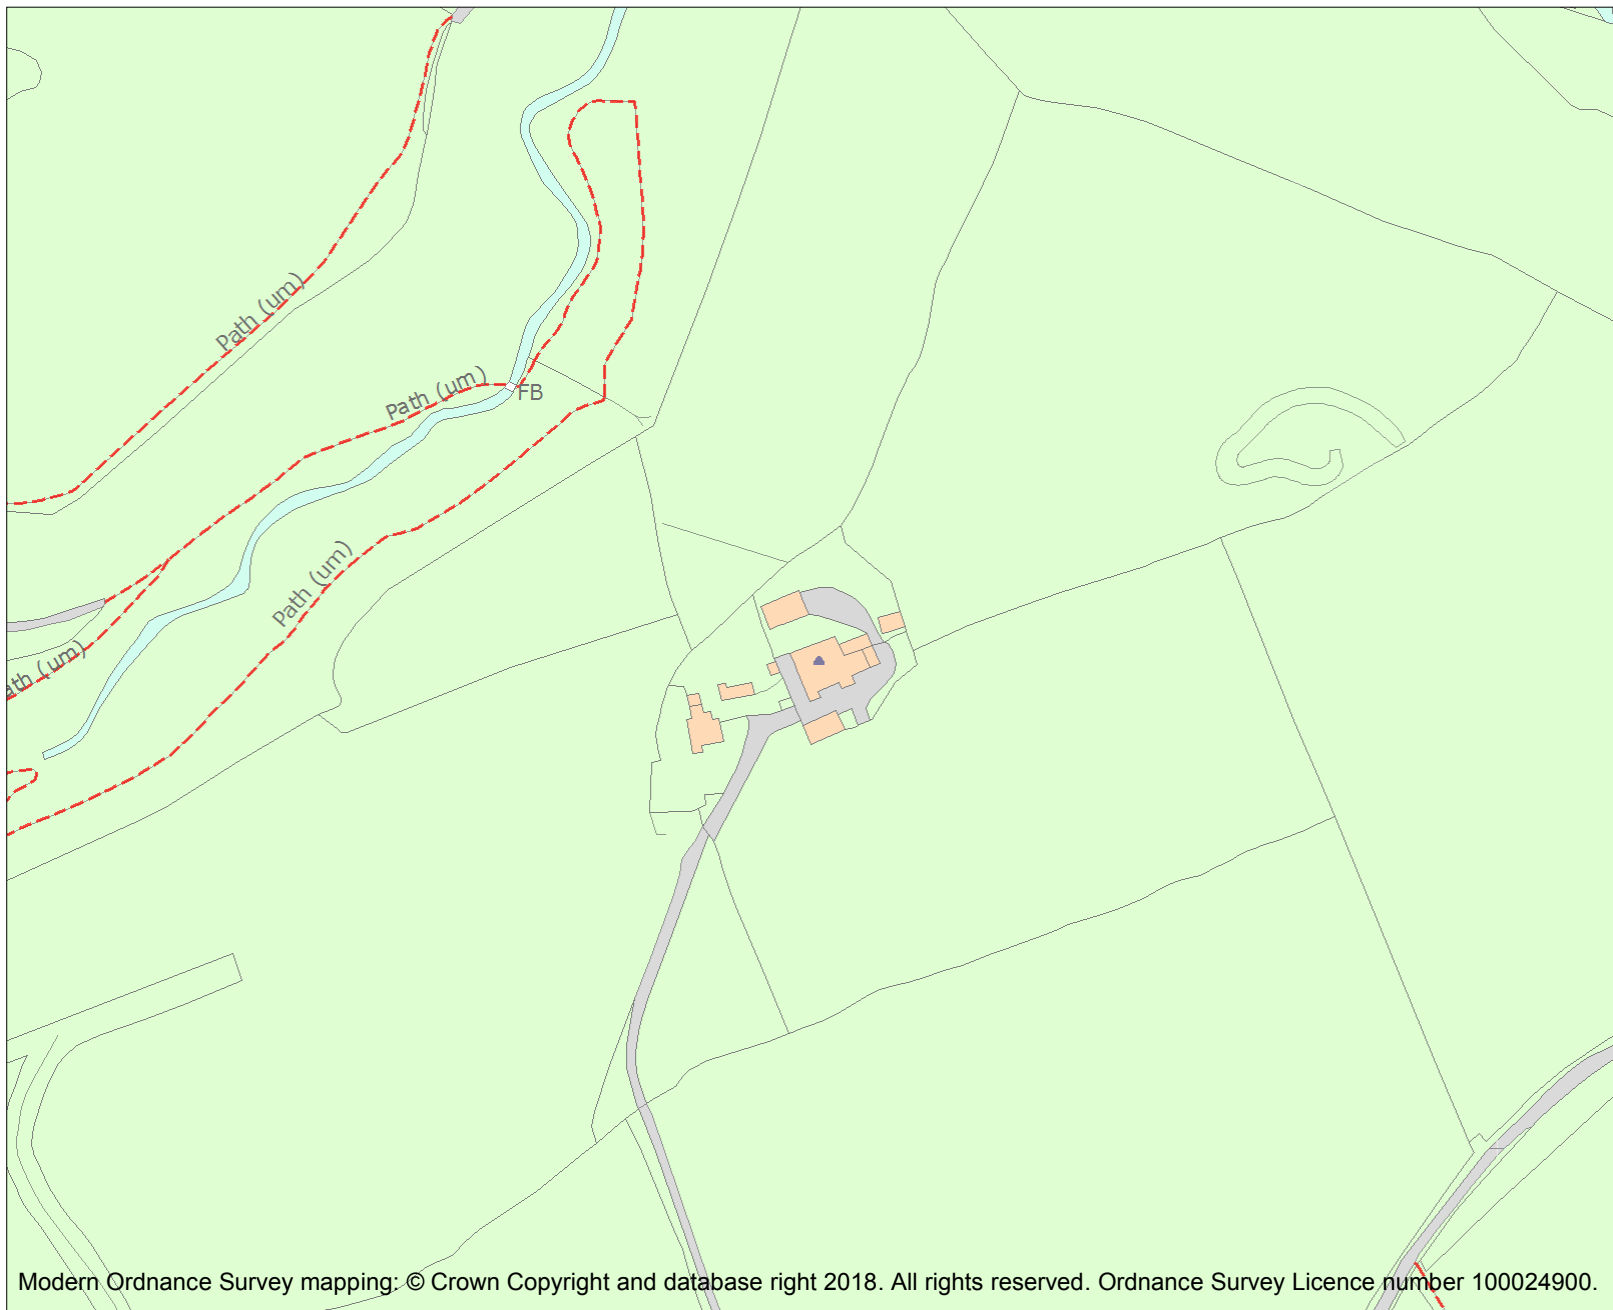 Path (um)
Path (um)
FB
Path (um)
ath (um)
Modern Ordnance Survey mapping: © Crown Copyright and database right 2018. All rights reserved. Ordnance Survey Licence number 100024900.